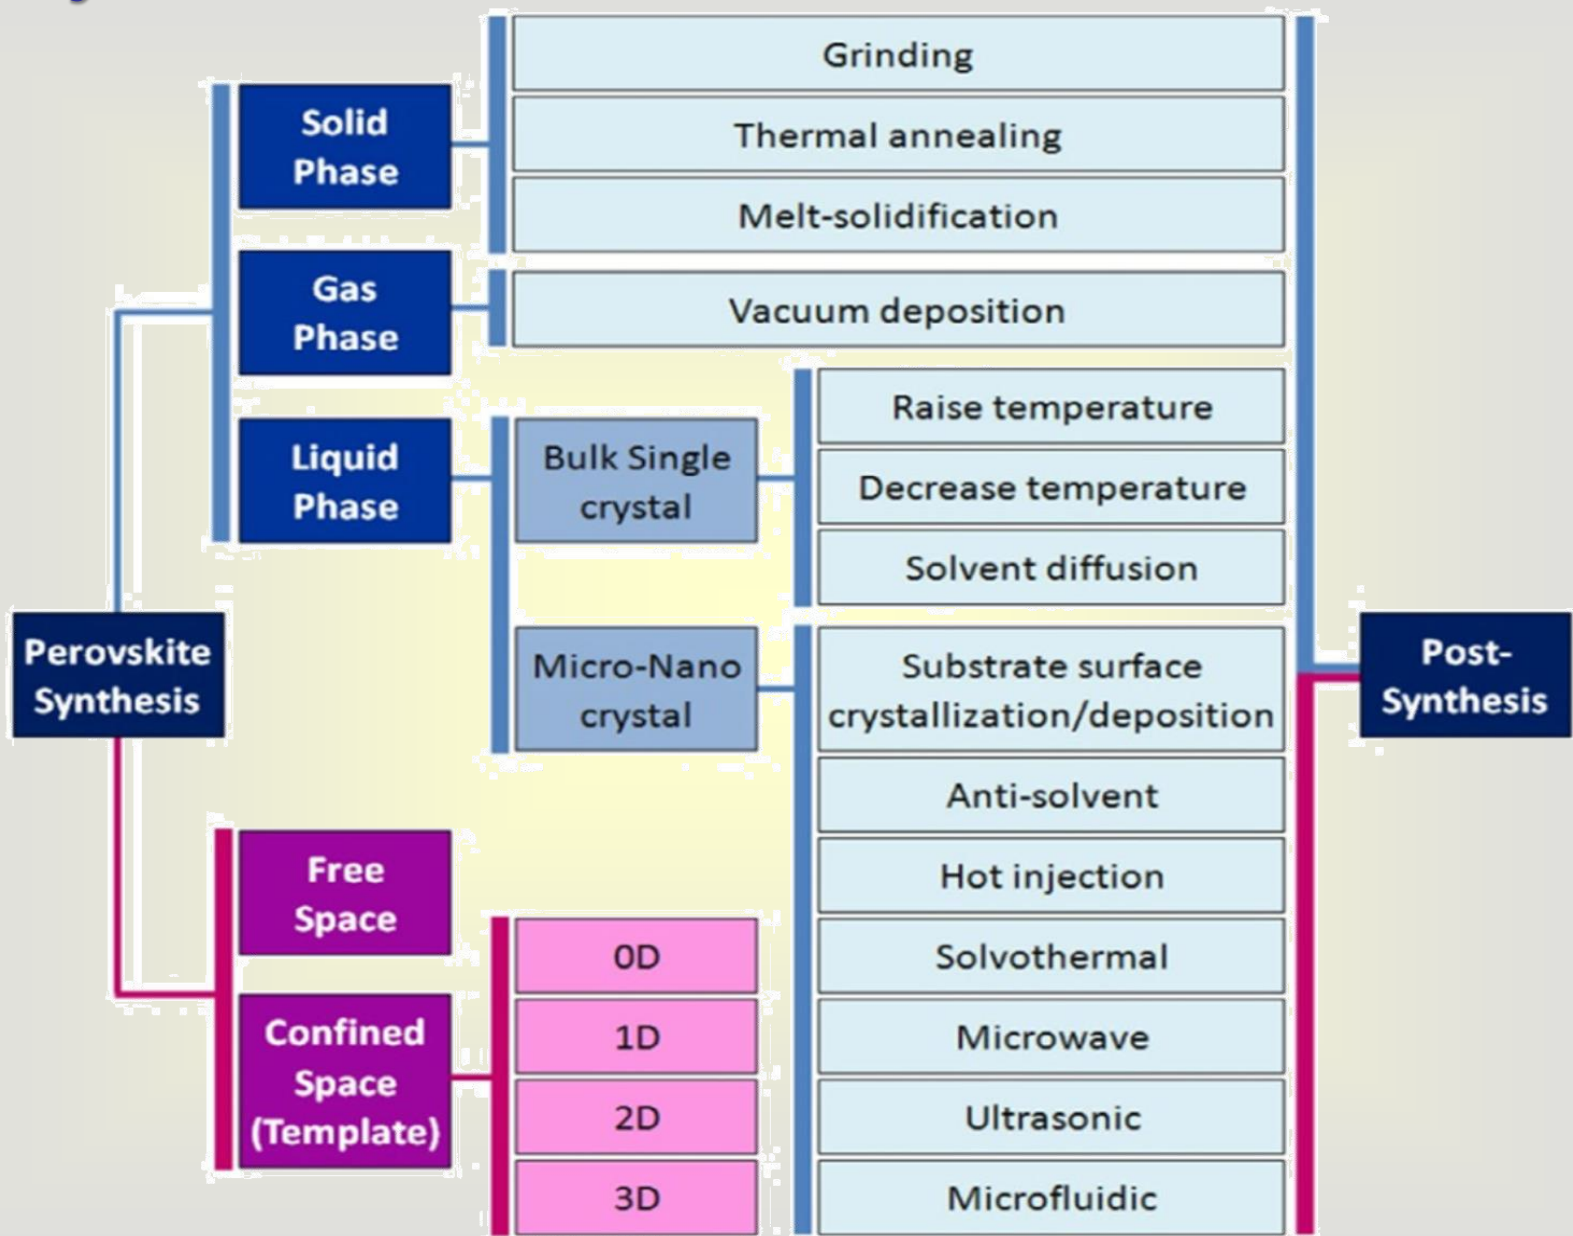 Grinding
Solid
Phase
Thermal annealing
Melt-solidification
Gas
Phase
Vacuum deposition
Liquid
Phase
Bulk Single
crystal
Raise temperature
Decrease temperature
Solvent diffusion
Perovskite
Synthesis
Micro-Nano
crystal
Substrate surface
crystallization/deposition
Anti-solvent
Hot injection
Solvothermal
Microwave
Ultrasonic
Microfluidic
Free
Space
Confined
Space
(Template)
0D
1D
2D
3D
Post-
Synthesis